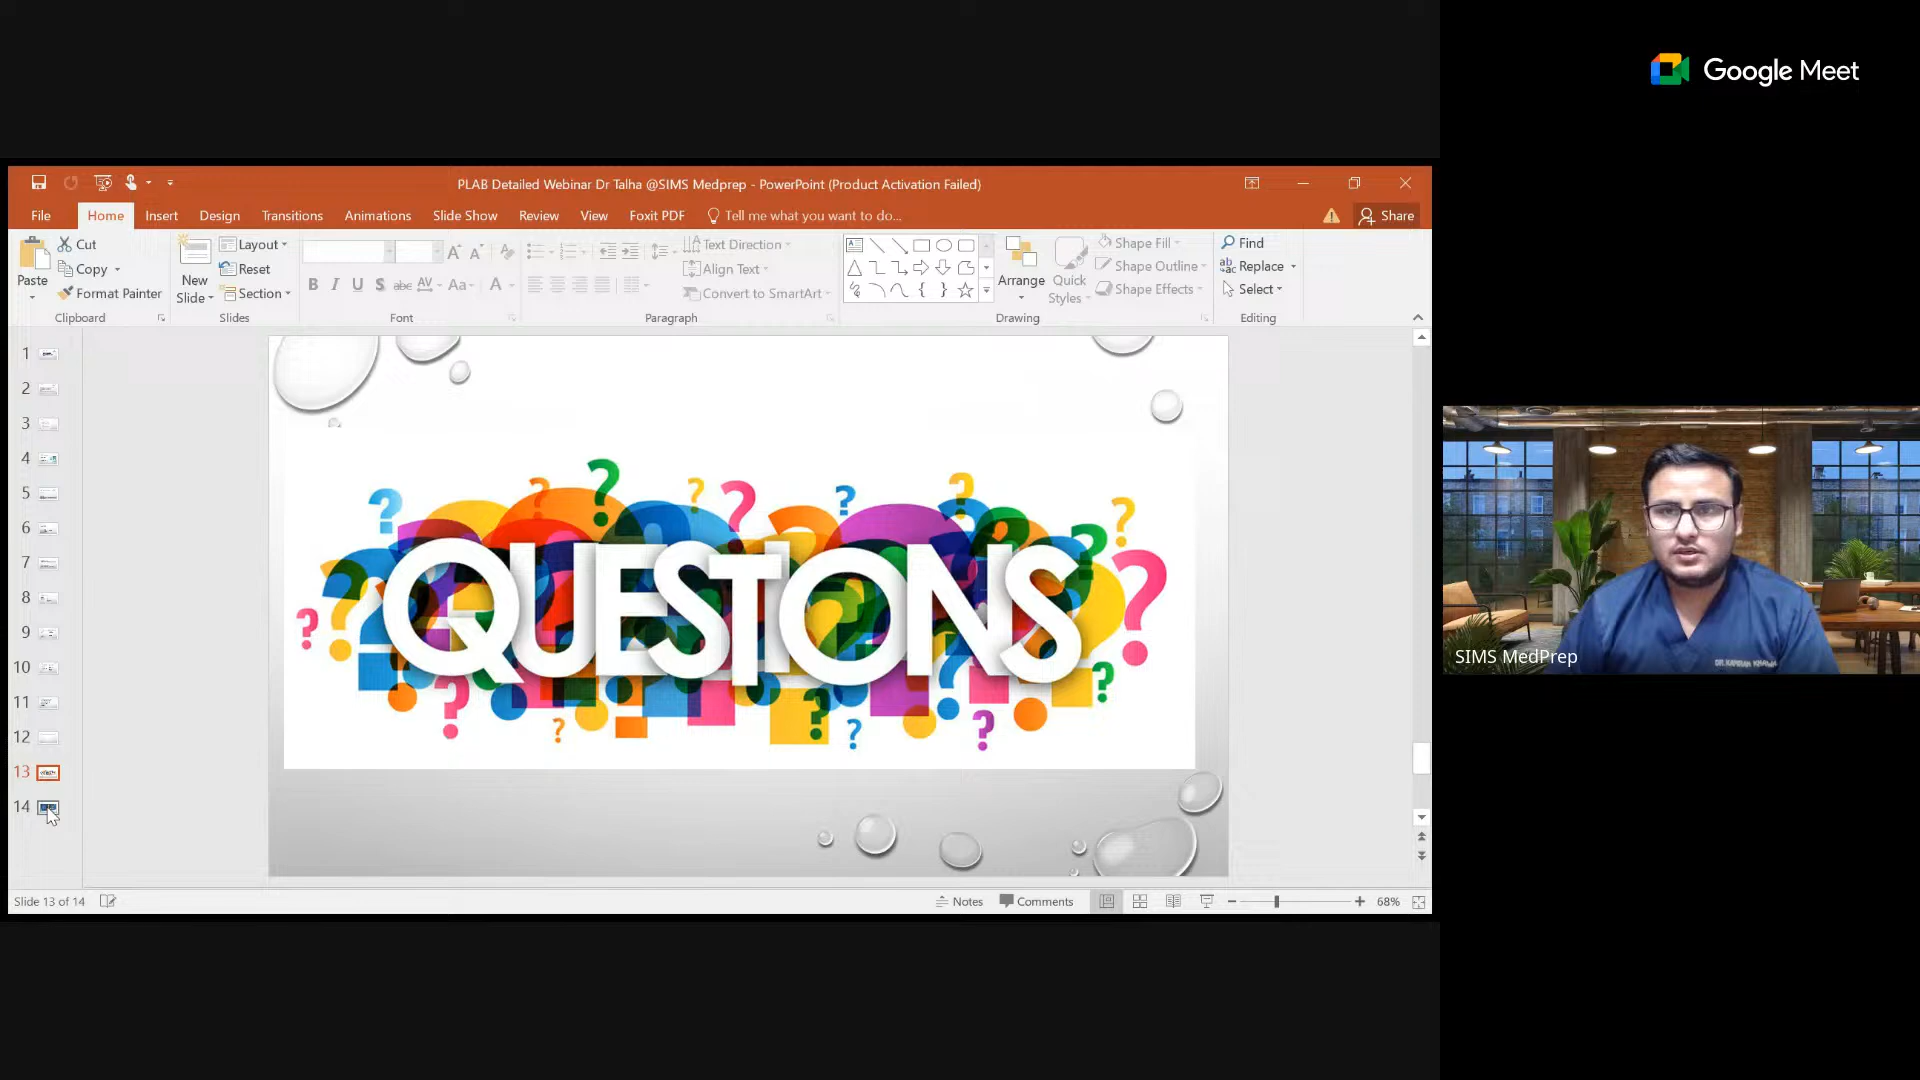 Google Meet
PLAB Detailed Webinar Dr Talha @SIMS Medprep - PowerPoint (Product Activation Failed)
File Home Insert Design Transitions Animations Slide Show Review View Foxit PDF Tell me what you want to do... Share
Cut
Copy
Format Painter
Paste
Clipboard
New Slide
Layout
Reset
Section
Slides
B I U S abc AV Aa A
Font
Text Direction
Align Text
Convert to SmartArt
Paragraph
Arrange
Quick Styles
Shape Fill
Shape Outline
Shape Effects
Drawing
Find
Replace
Select
Editing
1
2
3
4
5
6
7
8
9
10
11
12
13
14
QUESTIONS
SIMS MedPrep
Slide 13 of 14 Notes Comments 68%